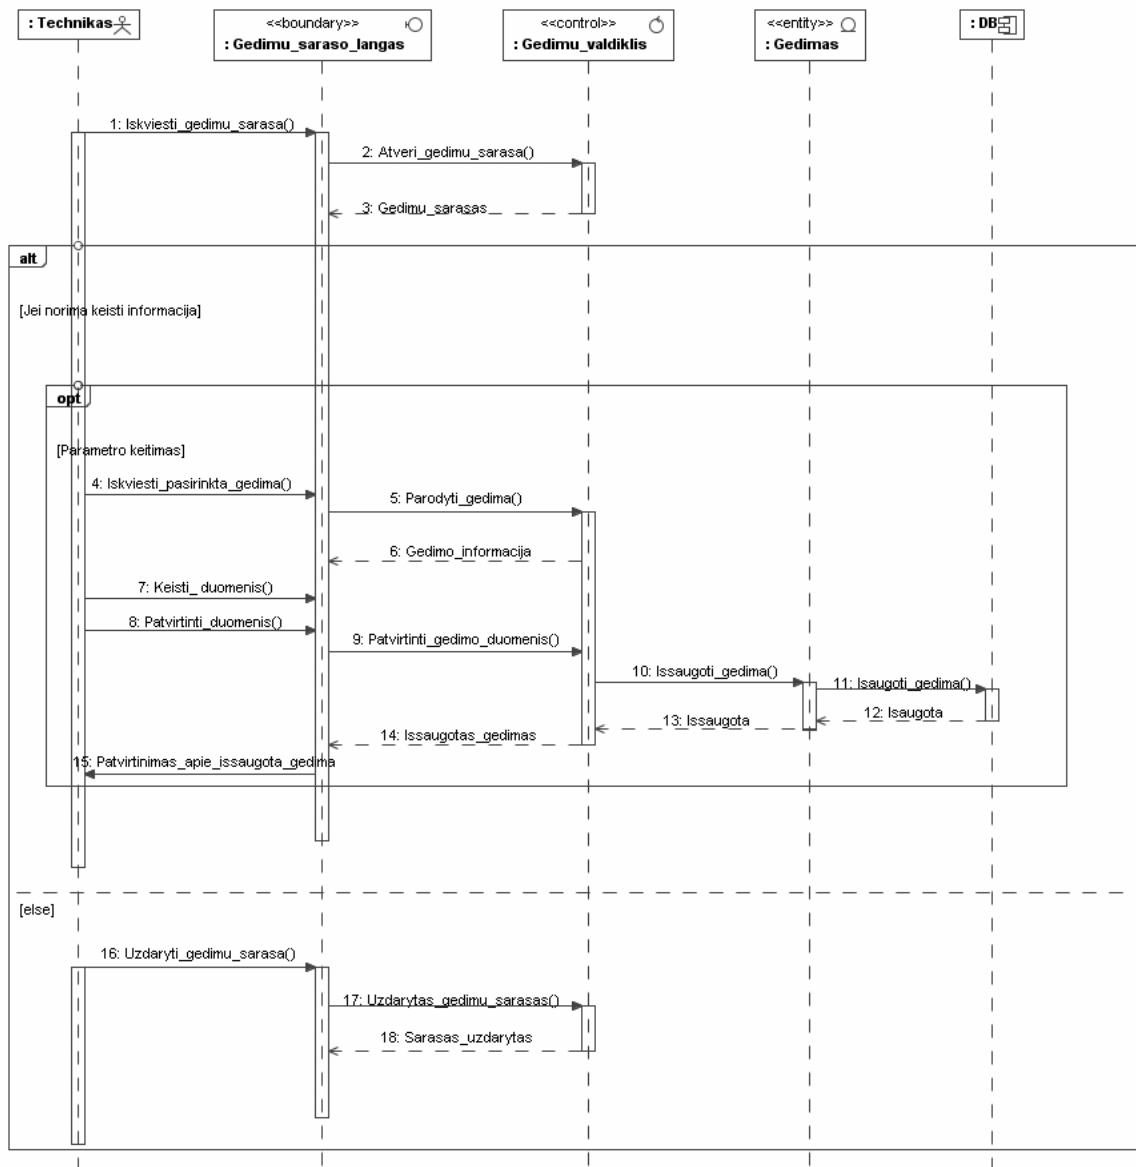 : Technikas
<<boundary>>
: Gedimu_saraso_langas
<<control>>
: Gedimu_valdiklis
<<entity>>
: Gedimas
: DB
1: Iskviesti_gedimu_sarasa()
2: Atveri_gedimu_sarasa()
3: Gedimu_sarasas
alt
[Jei norima keisti informacija]
opt
[Parametro keitimas]
4: Iskviesti_pasirinkta_gedima()
5: Parodyti_gedima()
6: Gedimo_informacija
7: Keisti_ duomenis()
8: Patvirtinti_duomenis()
9: Patvirtinti_gedimo_duomenis()
10: Issaugoti_gedima()
11: Isaugoti_gedima()
12: Isaugota
13: Issaugota
14: Issaugotas_gedimas
15: Patvirtinimas_apie_issaugota_gedima
[else]
16: Uzdaryti_gedimu_sarasa()
17: Uzdarytas_gedimu_sarasas()
18: Sarasas_uzdarytas